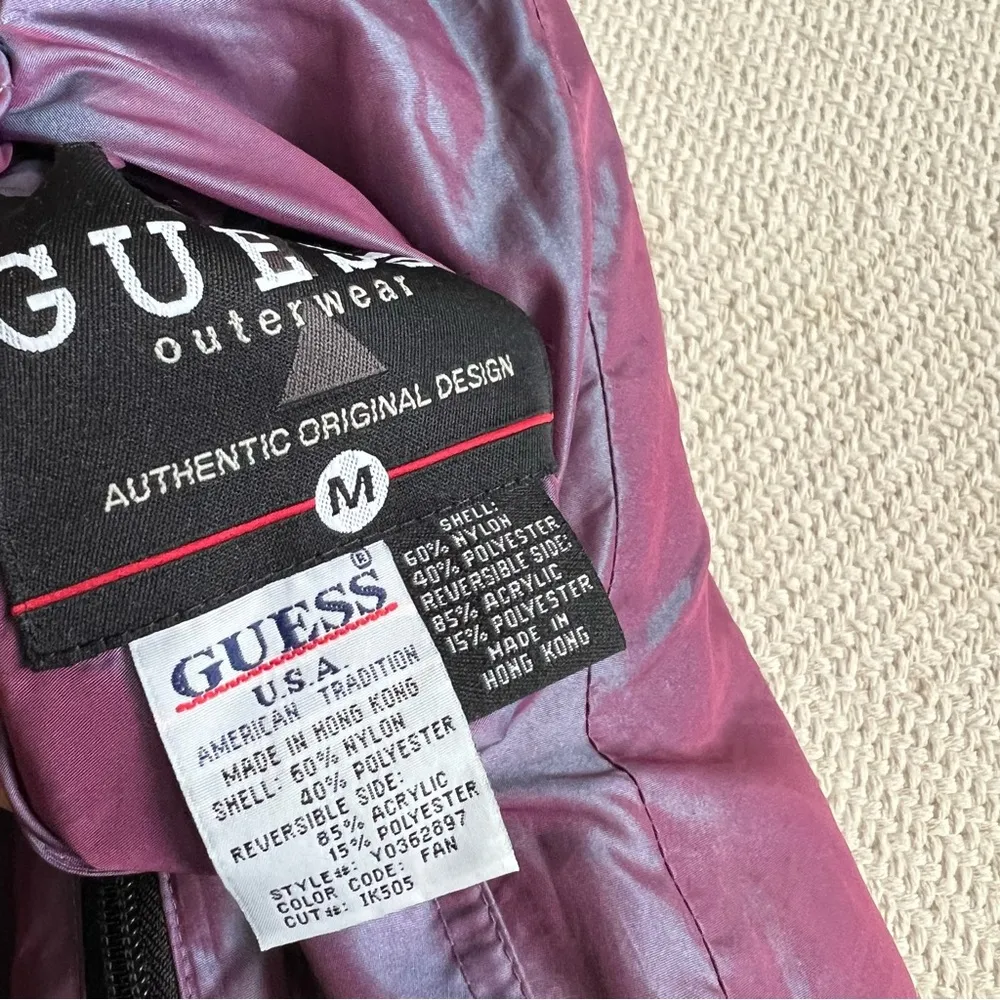 GUESS
outerwear
AUTHENTIC ORIGINAL DESIGN
M
SHELL:
60% NYLON
40% POLYESTER
REVERSIBLE SIDE:
85% ACRYLIC
15% POLYESTER
MADE IN
HONG KONG
GUESS®
U.S.A.
AMERICAN TRADITION
MADE IN HONG KONG
SHELL: 60% NYLON
40% POLYESTER
REVERSIBLE SIDE:
85% ACRYLIC
15% POLYESTER
STYLE#: Y0362897
COLOR CODE: FAN
CUT#: IK505